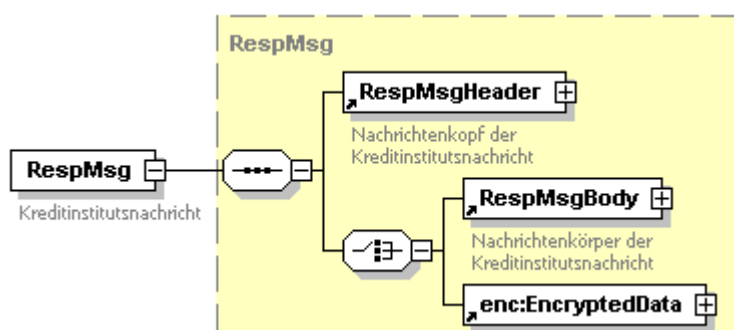 RespMsg
RespMsgHeader
Nachrichtenkopf der
Kreditinstitutsnachricht
RespMsg
Kreditinstitutsnachricht
RespMsgBody
Nachrichtenkörper der
Kreditinstitutsnachricht
enc:EncryptedData